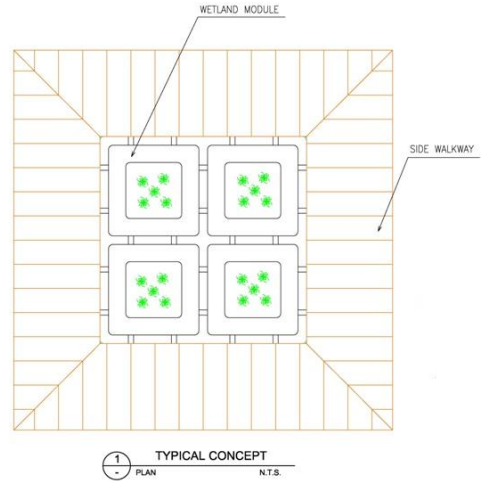 WETLAND MODULE
SIDE WALKWAY
1
-
TYPICAL CONCEPT
PLAN N.T.S.